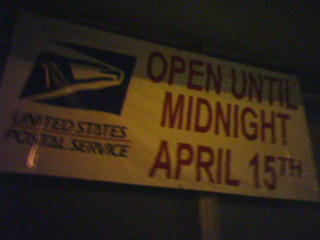 UNITED STATES
POSTAL SERVICE
OPEN UNTIL
MIDNIGHT
APRIL 15TH